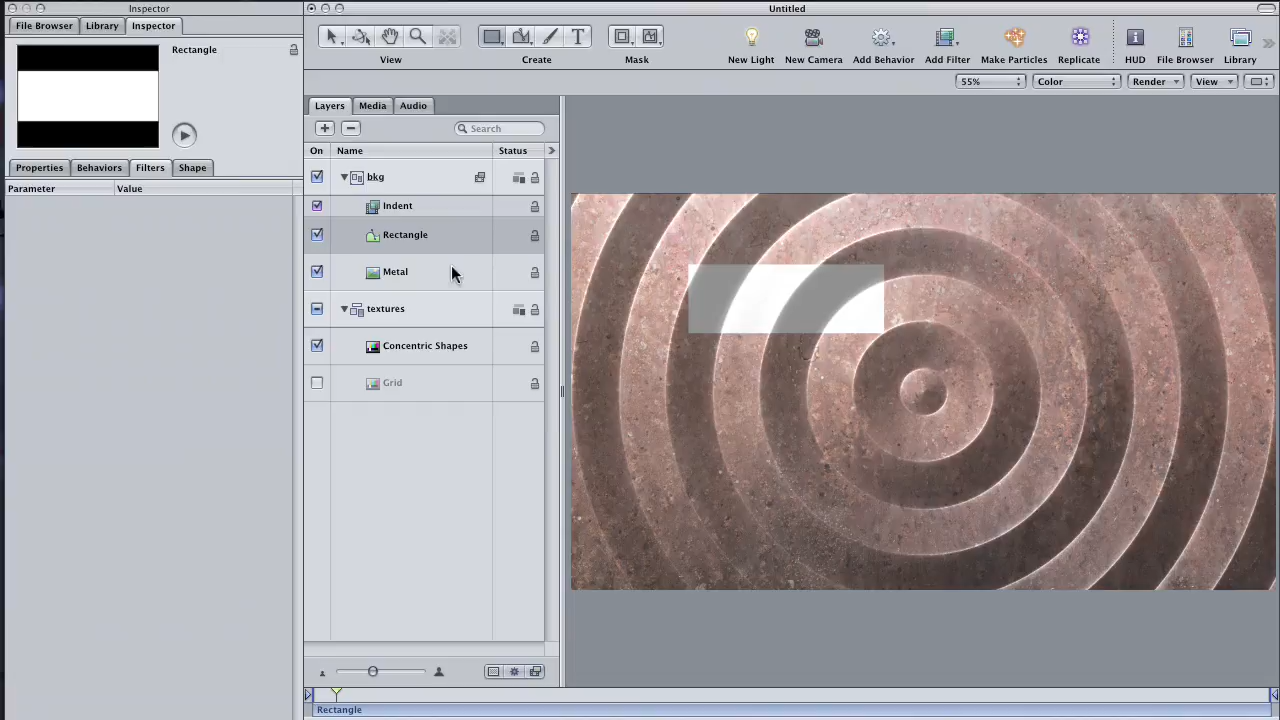 Inspector
Untitled
File Browser Library Inspector
Rectangle
View Create Mask New Light New Camera Add Behavior Add Filter Make Particles Replicate HUD File Browser Library
55% Color Render View
Layers Media Audio
Search
Properties Behaviors Filters Shape
Parameter Value
On Name Status
bkg
Indent
Rectangle
Metal
textures
Concentric Shapes
Grid
Rectangle